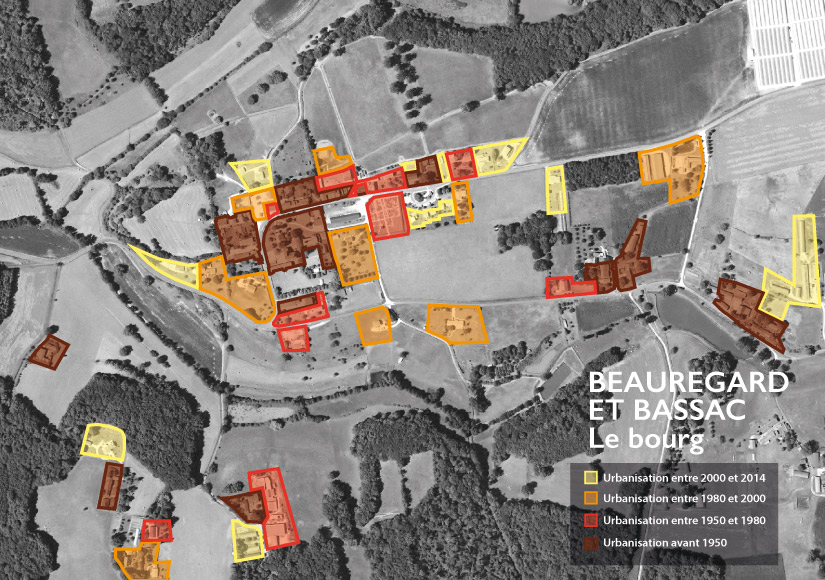 BEAUREGARD
ET BASSAC
Le bourg
Urbanisation entre 2000 et 2014
Urbanisation entre 1980 et 2000
Urbanisation entre 1950 et 1980
Urbanisation avant 1950